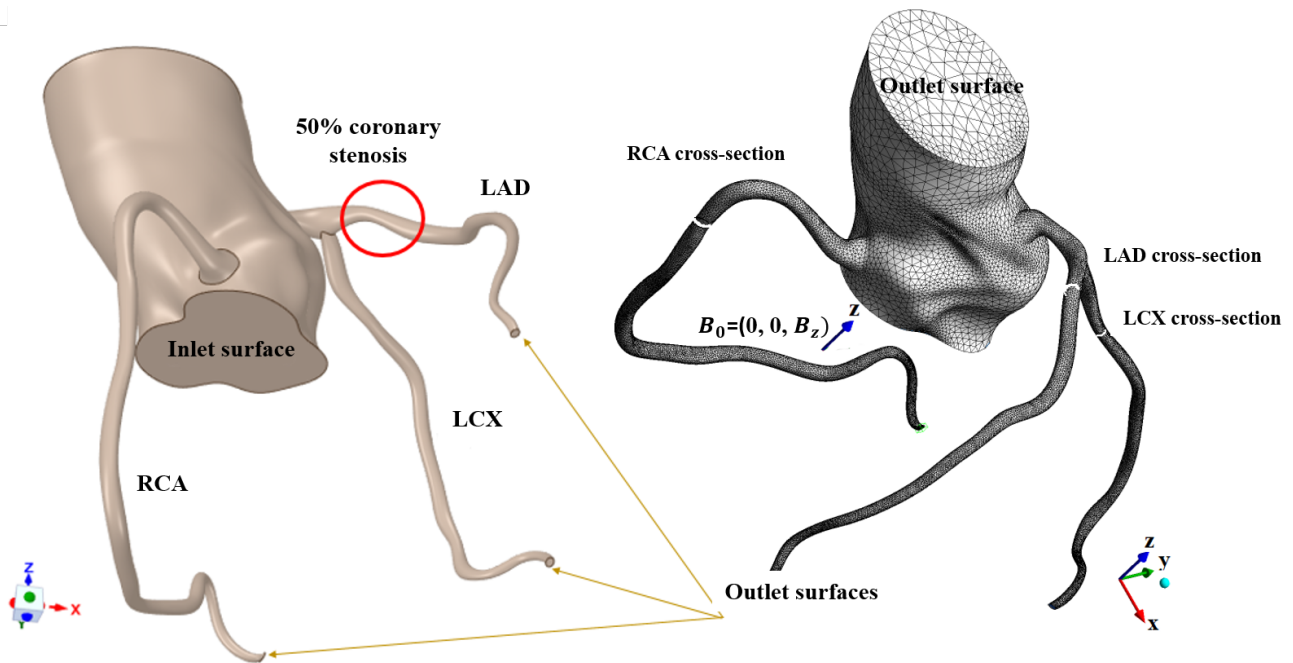 50% coronary
stenosis
LAD
Inlet surface
LCX
RCA
Z
X
Y
Outlet surface
RCA cross-section
LAD cross-section
LCX cross-section
B₀=(0, 0, B_z)
z
Outlet surfaces
z
y
x